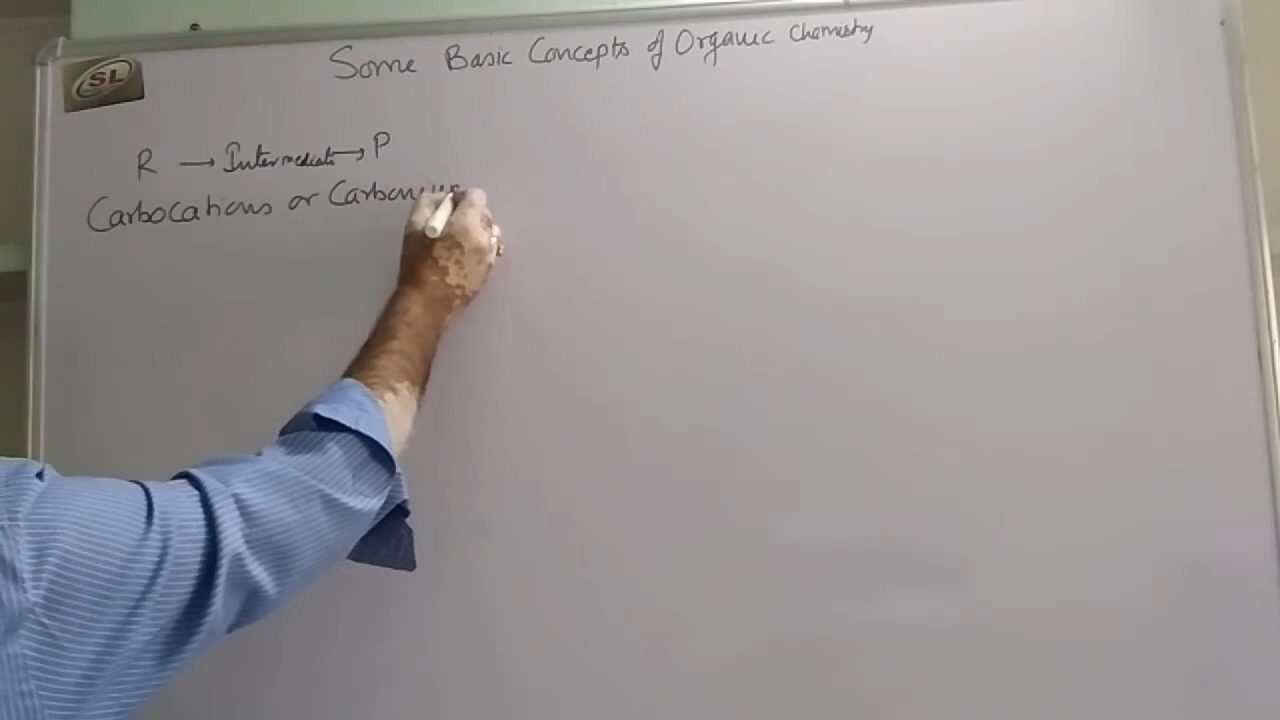 Some Basic Concepts of Organic Chemistry
SL
R → Intermediate → P
Carbocations or